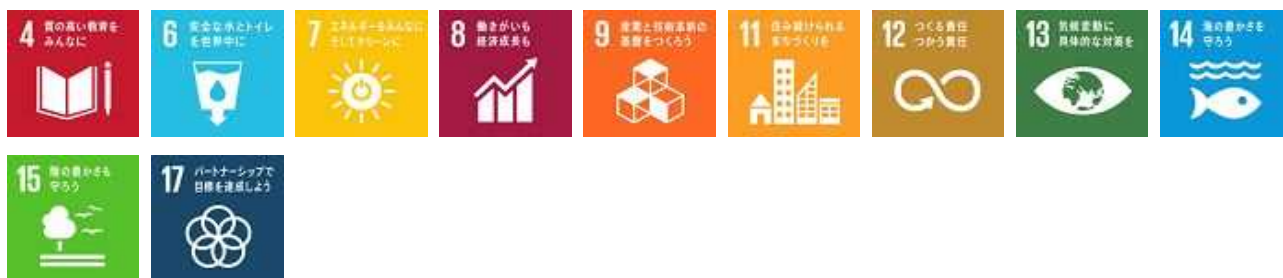 4 質の高い教育を
みんなに
6 安全な水とトイレ
を世界中に
7 エネルギーをみんなに
そしてクリーンに
8 働きがいも
経済成長も
9 産業と技術革新の
基盤をつくろう
11 住み続けられる
まちづくりを
12 つくる責任
つかう責任
13 気候変動に
具体的な対策を
14 海の豊かさを
守ろう
15 陸の豊かさも
守ろう
17 パートナーシップで
目標を達成しよう